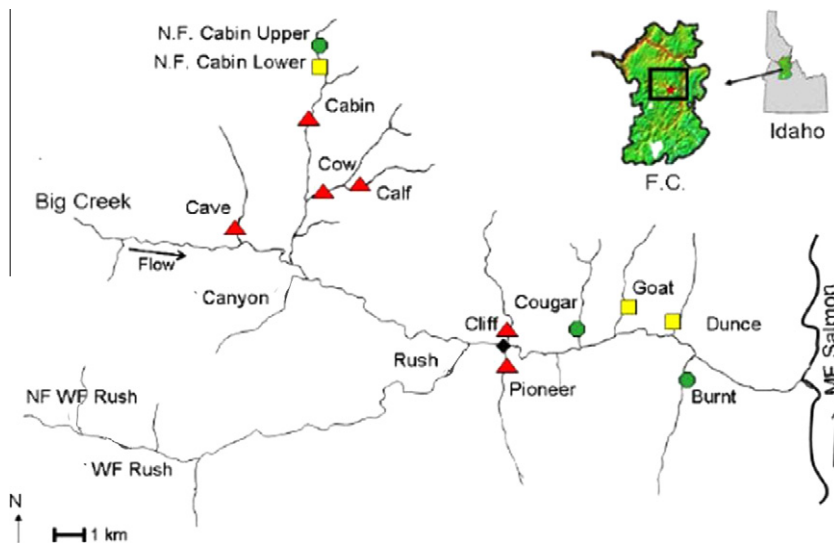 N.F. Cabin Upper
N.F. Cabin Lower
Cabin
Cow
Calf
Big Creek
Cave
Flow
Canyon
Idaho
F.C.
Cougar
Goat
Cliff
Dunce
Rush
Pioneer
Burnt
MF Salmon
NF WF Rush
WF Rush
N
1 km